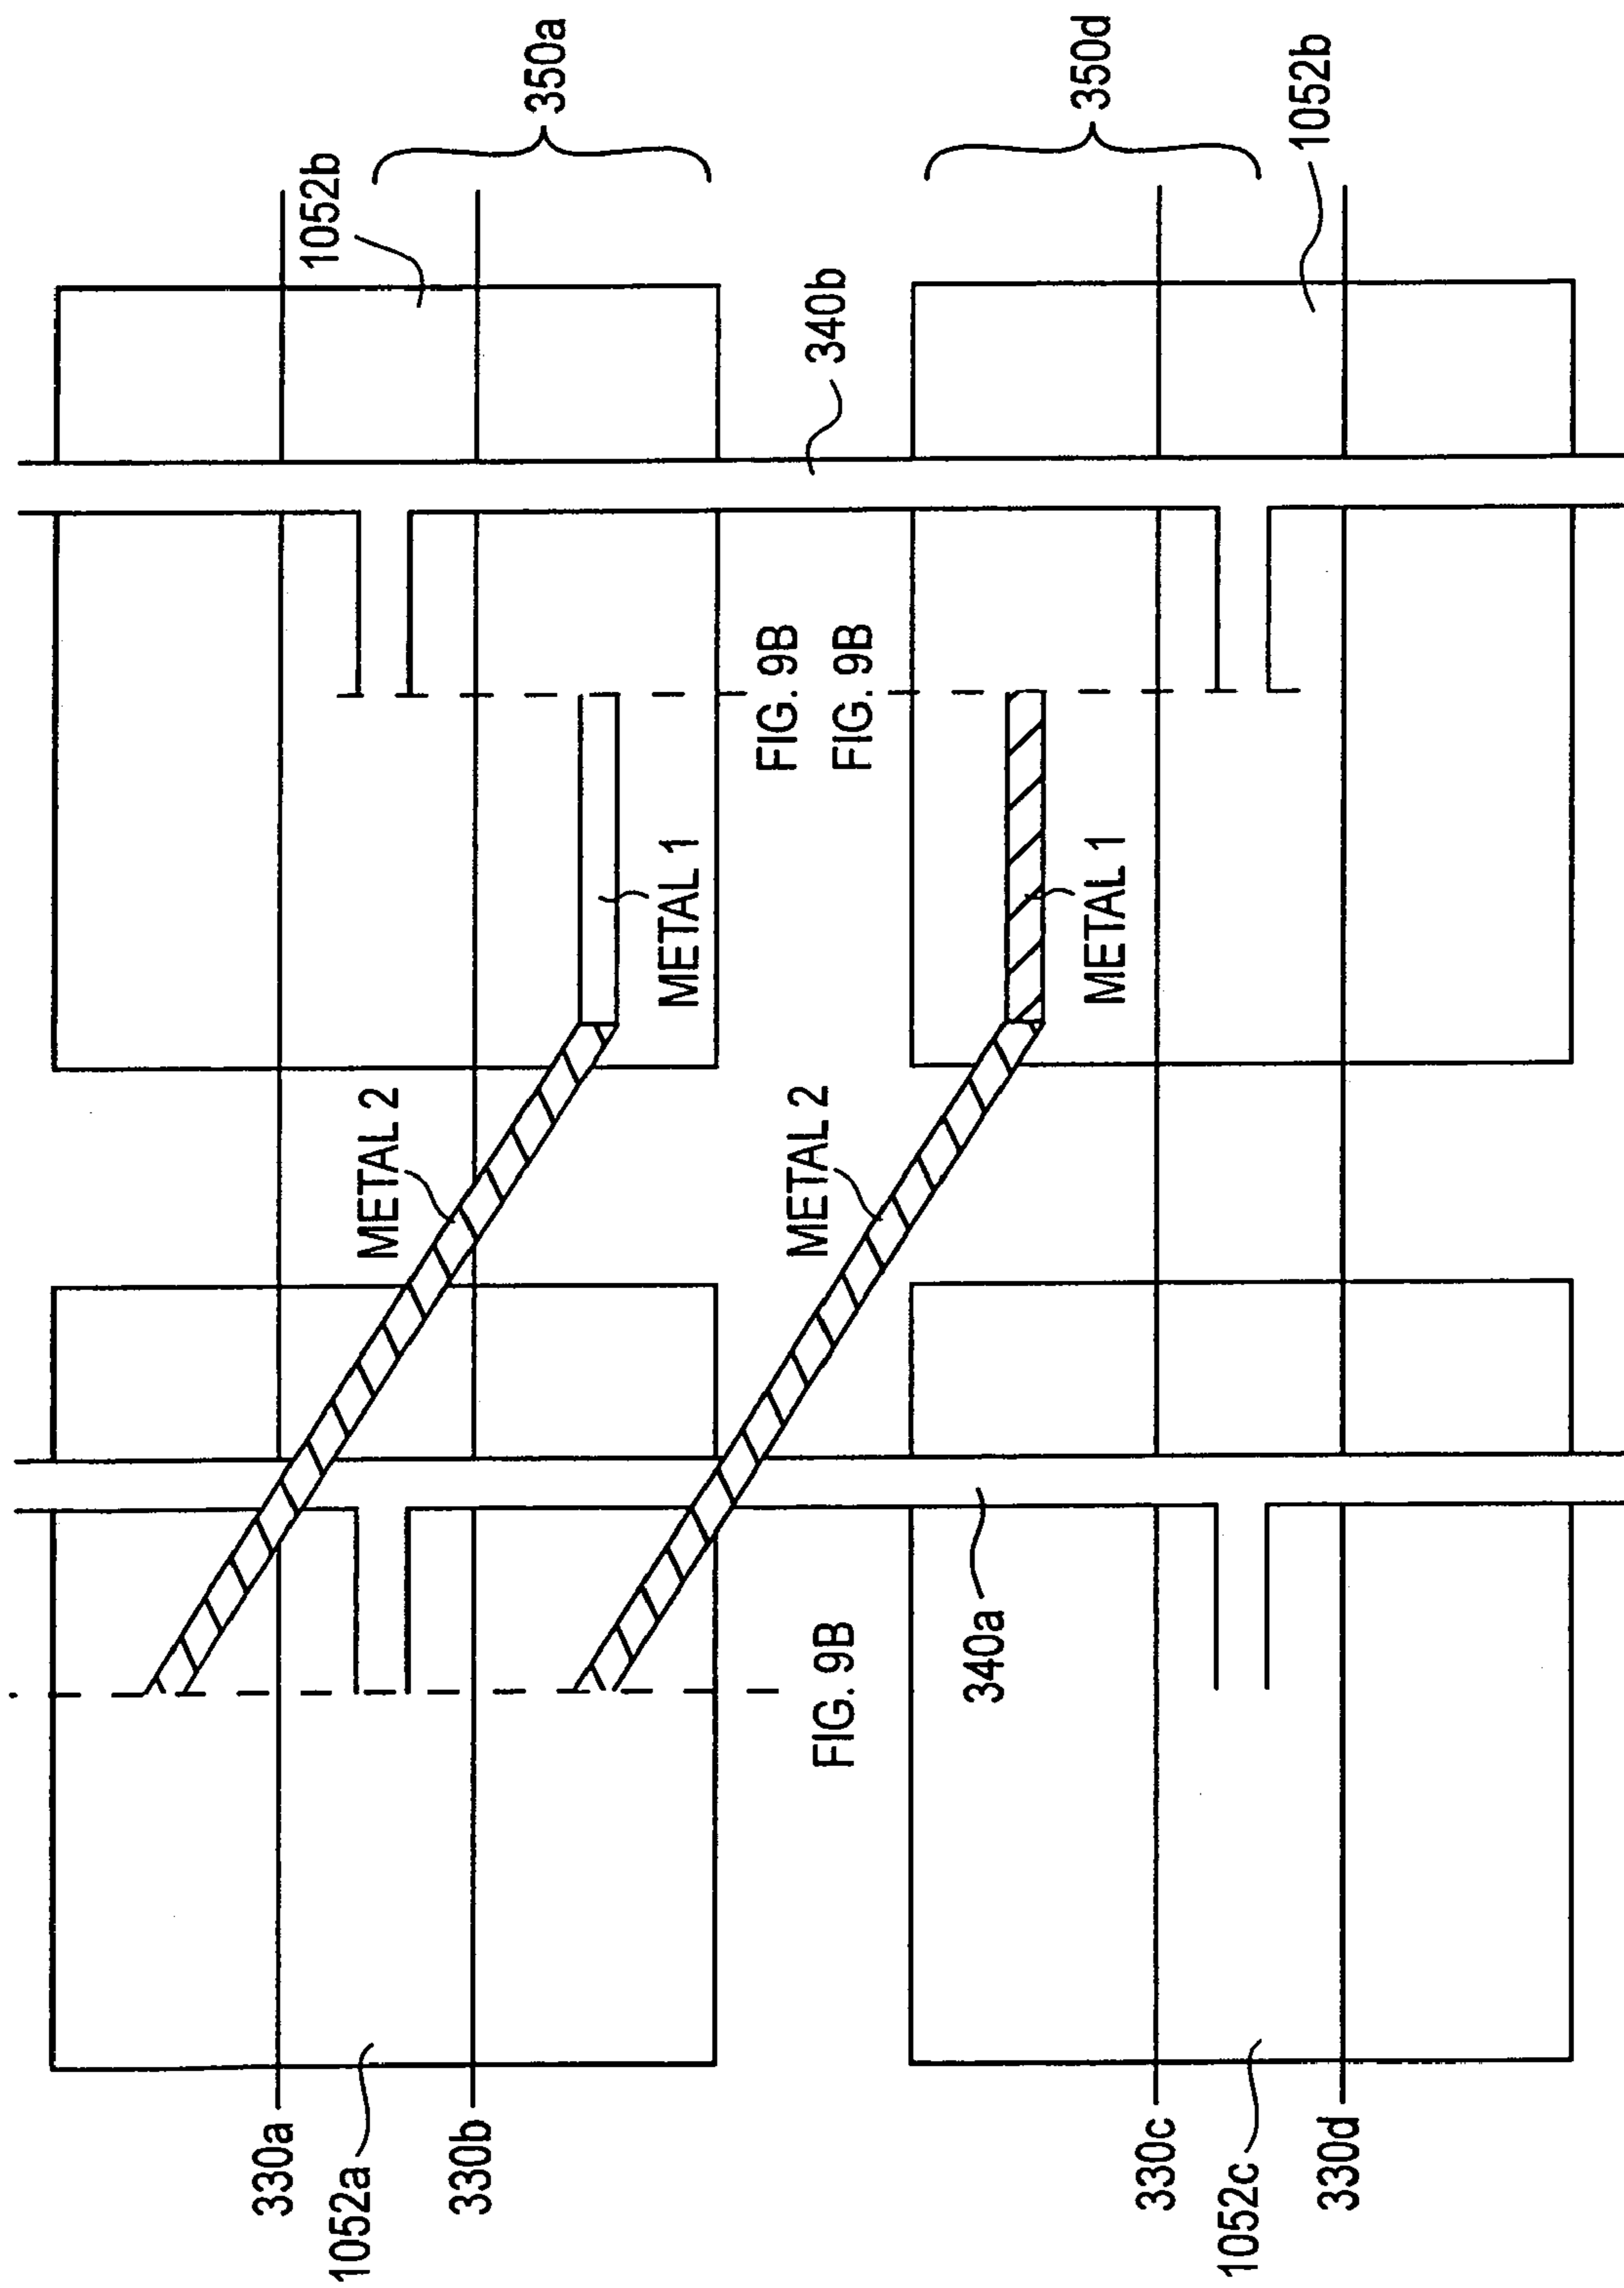 350a
350d
1052b
1052b
340b
FIG. 9B
FIG. 9B
METAL 1
METAL 1
METAL 2
METAL 2
FIG. 9B
340a
330a
1052a
330b
330c
1052c
330d